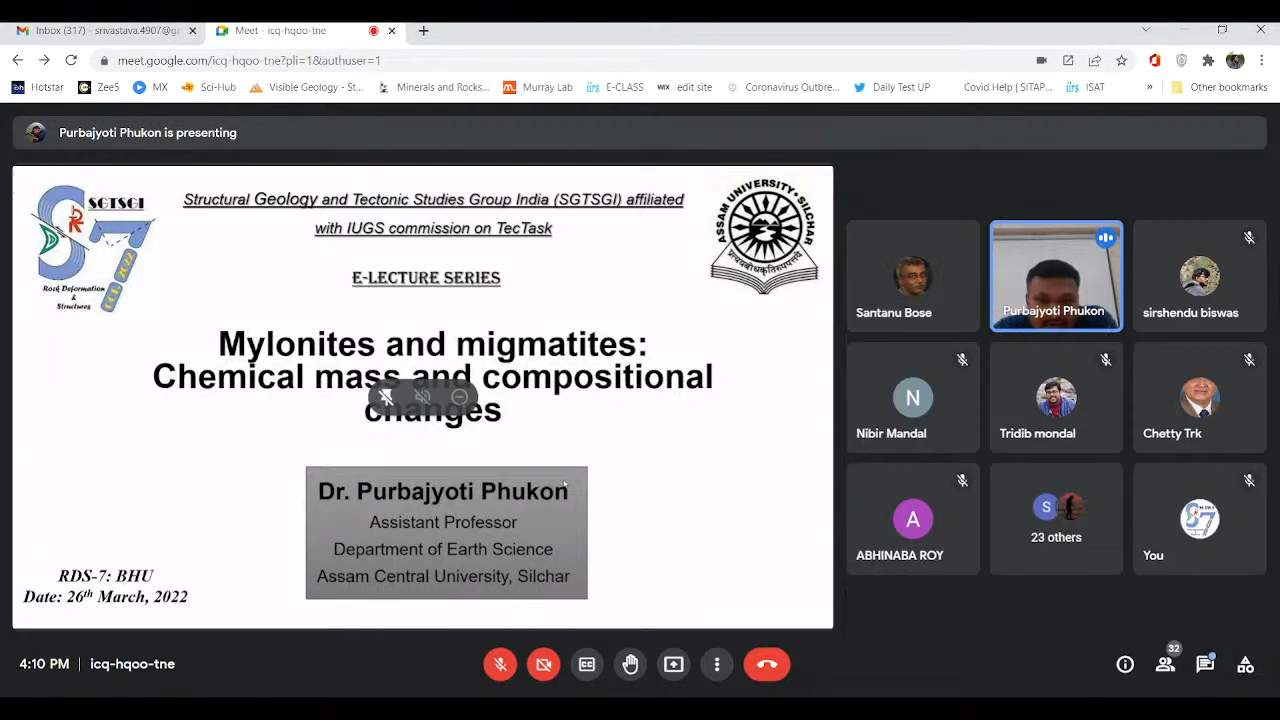 Inbox (317) - srivastava.4907@g
Meet - icq-hqoo-tne
meet.google.com/icq-hqoo-tne?pli=1&authuser=1
Hotstar
Zee5
MX
Sci-Hub
Visible Geology - St...
Minerals and Rocks...
Murray Lab
WIX edit site
iirs E-CLASS
Coronavirus Outbre...
Daily Test UP
Covid Help | SITAP...
iirs ISAT
»
Other bookmarks
Purbajyoti Phukon is presenting
SGTSGI
Rock Deformation
&
Structures
Structural Geology and Tectonic Studies Group India (SGTSGI) affiliated
with IUGS commission on TecTask
E-LECTURE SERIES
ASSAM UNIVERSITY, SILCHAR
Mylonites and migmatites:
Chemical mass and compositional
changes
Dr. Purbajyoti Phukon
Assistant Professor
Department of Earth Science
Assam Central University, Silchar
RDS-7: BHU
Date: 26th March, 2022
Santanu Bose
Purbajyoti Phukon
sirshendu biswas
N
Nibir Mandal
Tridib mondal
Chetty Trk
A
ABHINABA ROY
S
23 others
You
4:10 PM | icq-hqoo-tne
32